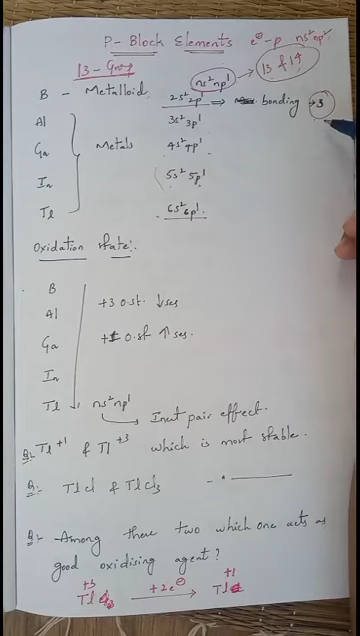 P-Block Elements e⊖-p ns²np²
13-Group ns²np¹ → 13 & 14
B - Metalloid 2s²2p¹ ⇒ bonding → 3
Al 3s²3p¹
Ga Metals 4s²4p¹
In 5s²5p¹
Tl 6s²6p¹
Oxidation state:
B
Al +3 o.st. ↓ses
Ga +1 o.st ↑ses.
In
Tl ns²np¹
→ Inert pair effect.
Q:- Tl⁺¹ & Tl⁺³ which is most stable.
Q:- TlCl & TlCl₃
Q:- Among these two which one acts as
good oxidising agent?
+3 +1
Tl +2e⊖ → Tl